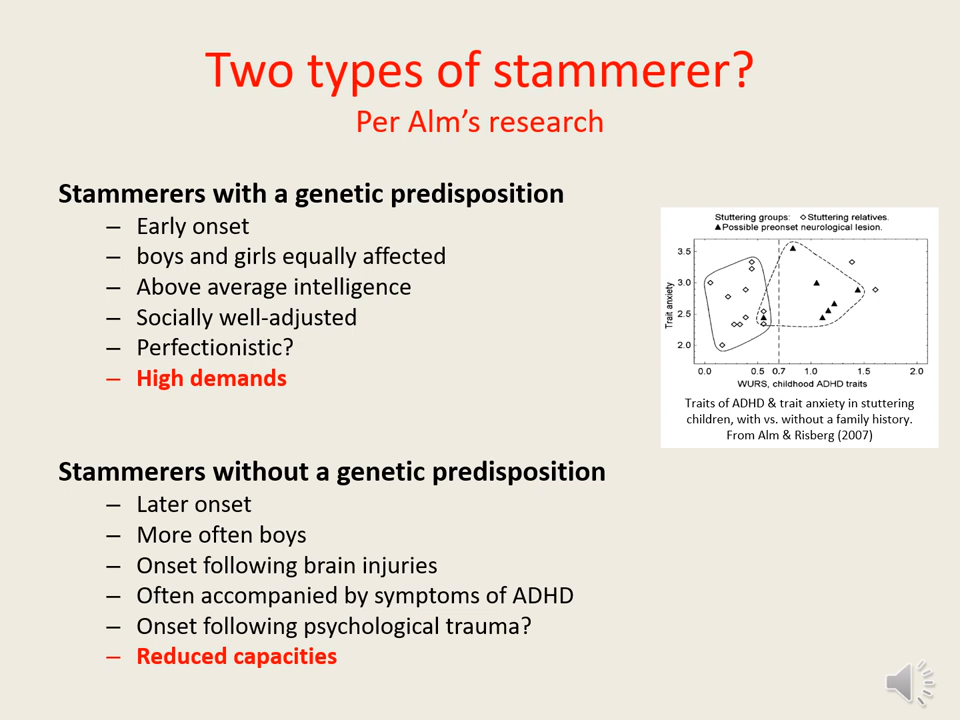 Two types of stammerer?
Per Alm's research
Stammerers with a genetic predisposition
– Early onset
– boys and girls equally affected
– Above average intelligence
– Socially well-adjusted
– Perfectionistic?
– High demands
Stuttering groups: ◇Stuttering relatives.
▲Possible preonset neurological lesion.
3.5
3.0
2.5
2.0
Trait anxiety
0.0 0.5 0.7 1.0 1.5 2.0
WURS, childhood ADHD traits
Traits of ADHD & trait anxiety in stuttering
children, with vs. without a family history.
From Alm & Risberg (2007)
Stammerers without a genetic predisposition
– Later onset
– More often boys
– Onset following brain injuries
– Often accompanied by symptoms of ADHD
– Onset following psychological trauma?
– Reduced capacities